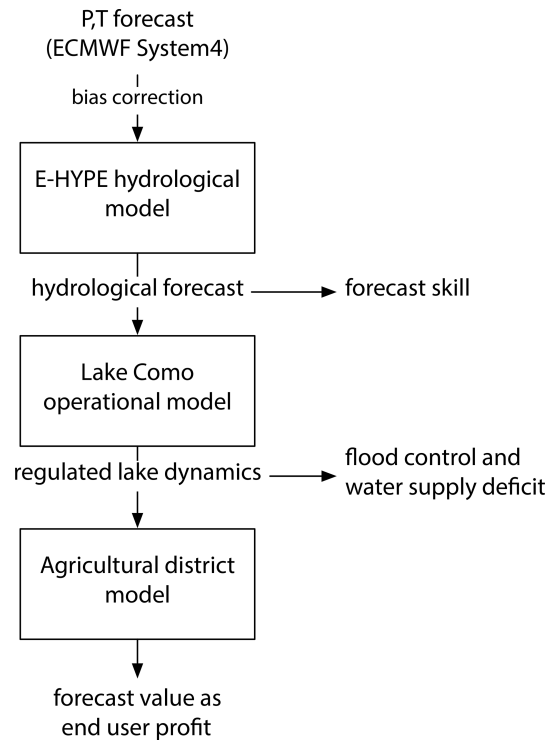 P,T forecast
(ECMWF System4)
bias correction
E-HYPE hydrological
model
hydrological forecast
forecast skill
Lake Como
operational model
regulated lake dynamics
flood control and
water supply deficit
Agricultural district
model
forecast value as
end user profit